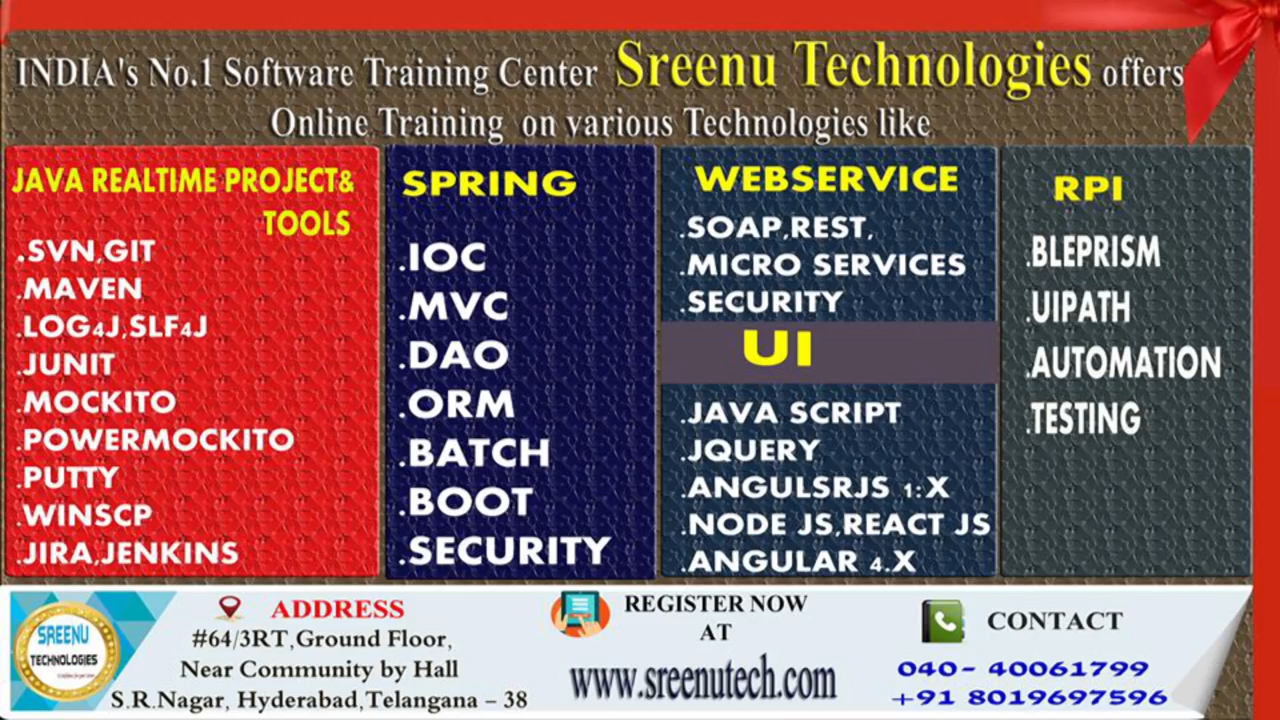 INDIA's No.1 Software Training Center Sreenu Technologies offers
Online Training on various Technologies like
JAVA REALTIME PROJECT&
TOOLS
.SVN,GIT
.MAVEN
.LOG4J,SLF4J
.JUNIT
.MOCKITO
.POWERMOCKITO
.PUTTY
.WINSCP
.JIRA,JENKINS
SPRING
.IOC
.MVC
.DAO
.ORM
.BATCH
.BOOT
.SECURITY
WEBSERVICE
.SOAP,REST,
.MICRO SERVICES
.SECURITY
UI
.JAVA SCRIPT
.JQUERY
.ANGULSRJS 1:X
.NODE JS,REACT JS
.ANGULAR 4.X
RPI
.BLEPRISM
.UIPATH
.AUTOMATION
.TESTING
SREENU
TECHNOLOGIES
ADDRESS
#64/3RT,Ground Floor,
Near Community by Hall
S.R.Nagar, Hyderabad,Telangana – 38
REGISTER NOW
AT
www.sreenutech.com
CONTACT
040- 40061799
+91 8019697596